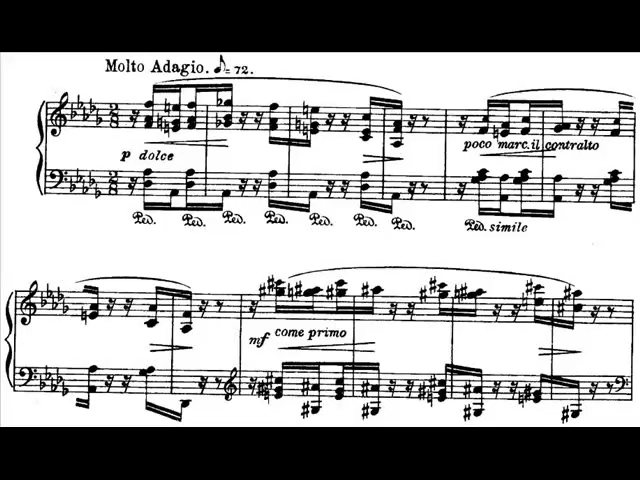 Molto Adagio. ♪= 72.
p dolce
poco marc. il contralto
Ped. Ped. Ped. Ped. Ped. Ped. Ped. Ped. simile
mf come primo